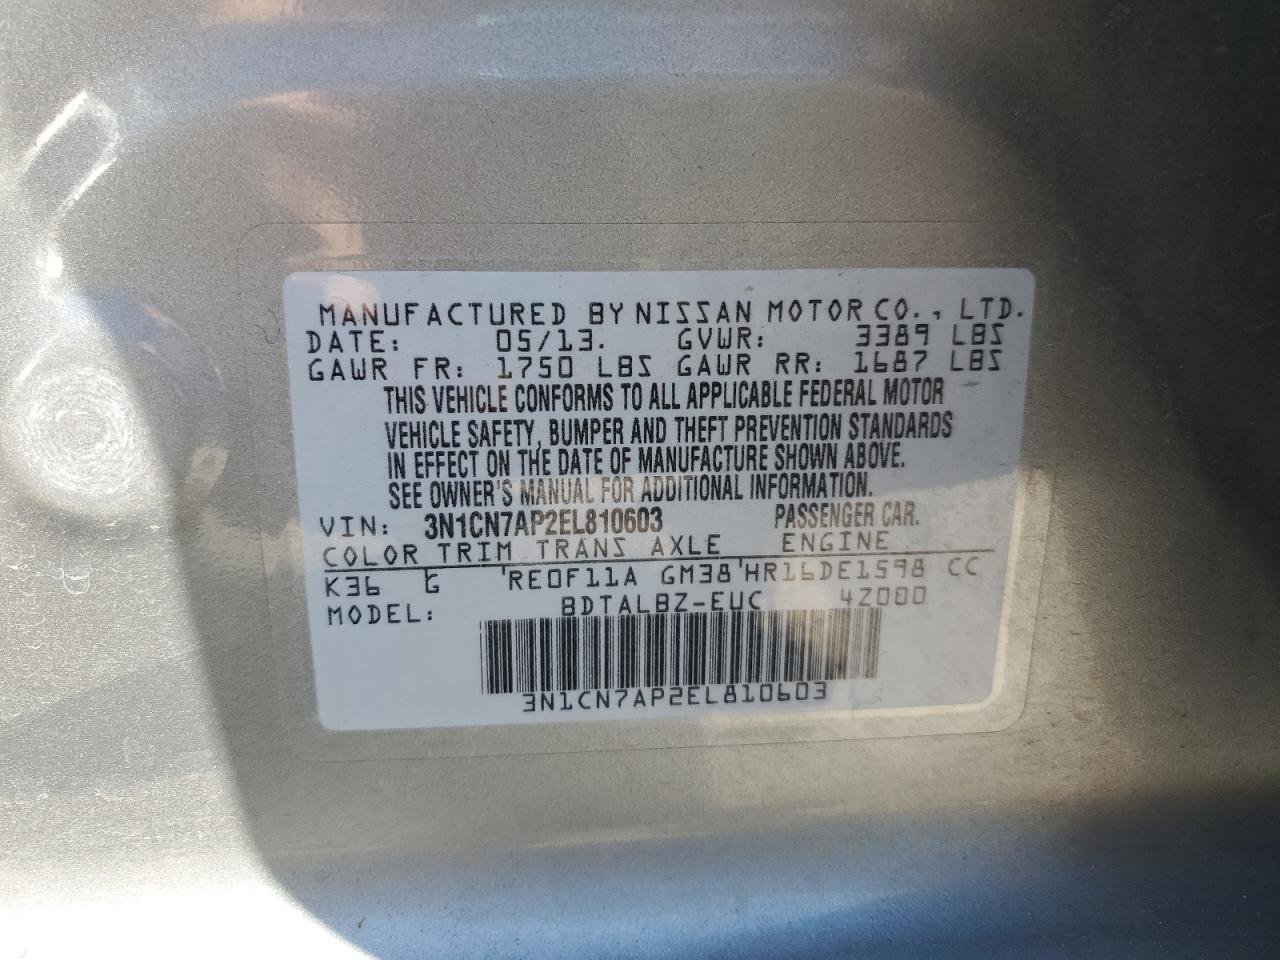 MANUFACTURED BY NISSAN MOTOR CO., LTD.
DATE: 05/13. GVWR: 3389 LBS
GAWR FR: 1750 LBS GAWR RR: 1687 LBS
THIS VEHICLE CONFORMS TO ALL APPLICABLE FEDERAL MOTOR
VEHICLE SAFETY, BUMPER AND THEFT PREVENTION STANDARDS
IN EFFECT ON THE DATE OF MANUFACTURE SHOWN ABOVE.
SEE OWNER'S MANUAL FOR ADDITIONAL INFORMATION.
VIN: 3N1CN7AP2EL810603 PASSENGER CAR.
COLOR TRIM TRANS AXLE ENGINE
K36 G 'RE0F11A GM38'HR16DE1598 CC
MODEL: BDTALBZ-EUC 4Z000
3N1CN7AP2EL810603